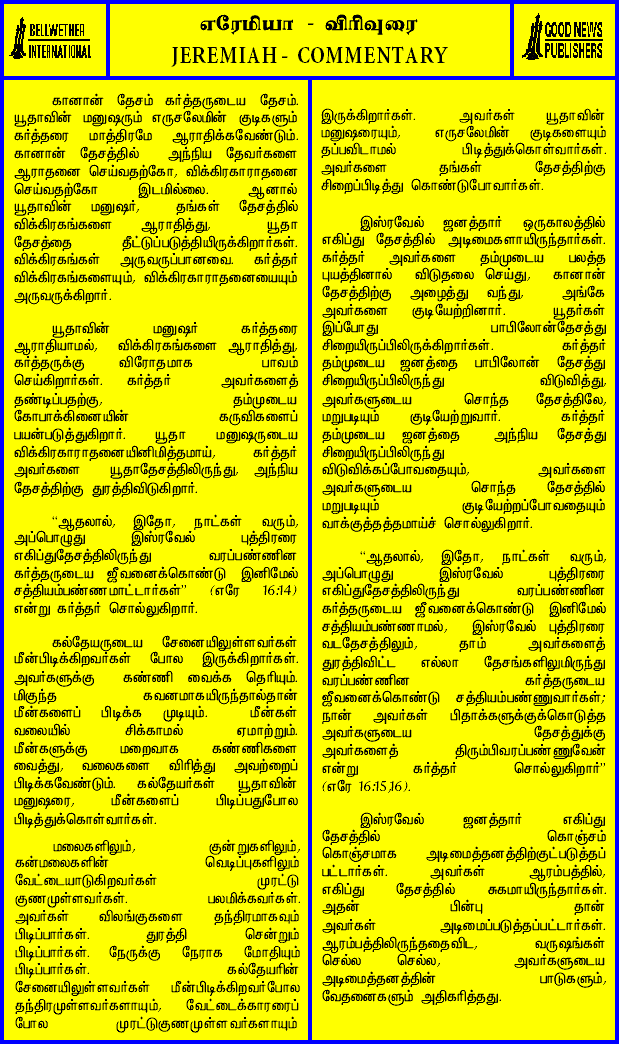 BELLWETHER
INTERNATIONAL
எரேமியா - விரிவுரை
JEREMIAH - COMMENTARY
GOOD NEWS
PUBLISHERS
கானான் தேசம் கர்த்தருடைய தேசம்.
யூதாவின் மனுஷரும் எருசலேமின் குடிகளும்
கர்த்தரை மாத்திரமே ஆராதிக்கவேண்டும்.
கானான் தேசத்தில் அந்நிய தேவர்களை
ஆராதனை செய்வதற்கோ, விக்கிரகாராதனை
செய்வதற்கோ இடமில்லை. ஆனால்
யூதாவின் மனுஷர், தங்கள் தேசத்தில்
விக்கிரகங்களை ஆராதித்து, யூதா
தேசத்தை தீட்டுப்படுத்தியிருக்கிறார்கள்.
விக்கிரகங்கள் அருவருப்பானவை. கர்த்தர்
விக்கிரகங்களையும், விக்கிரகாராதனையையும்
அருவருக்கிறார்.
யூதாவின் மனுஷர் கர்த்தரை
ஆராதியாமல், விக்கிரகங்களை ஆராதித்து,
கர்த்தருக்கு விரோதமாக பாவம்
செய்கிறார்கள். கர்த்தர் அவர்களைத்
தண்டிப்பதற்கு, தம்முடைய
கோபாக்கினையின் கருவிகளைப்
பயன்படுத்துகிறார். யூதா மனுஷருடைய
விக்கிரகாராதனையினிமித்தமாய், கர்த்தர்
அவர்களை யூதாதேசத்திலிருந்து, அந்நிய
தேசத்திற்கு துரத்திவிடுகிறார்.
“ஆதலால், இதோ, நாட்கள் வரும்,
அப்பொழுது இஸ்ரவேல் புத்திரரை
எகிப்துதேசத்திலிருந்து வரப்பண்ணின
கர்த்தருடைய ஜீவனைக்கொண்டு இனிமேல்
சத்தியம்பண்ணமாட்டார்கள்” (எரே 16:14)
என்று கர்த்தர் சொல்லுகிறார்.
கல்தேயருடைய சேனையிலுள்ளவர்கள்
மீன்பிடிக்கிறவர்கள் போல இருக்கிறார்கள்.
அவர்களுக்கு கண்ணி வைக்க தெரியும்.
மிகுந்த கவனமாகயிருந்தால்தான்
மீன்களைப் பிடிக்க முடியும். மீன்கள்
வலையில் சிக்காமல் ஏமாற்றும்.
மீன்களுக்கு மறைவாக கண்ணிகளை
வைத்து, வலைகளை விரித்து அவற்றைப்
பிடிக்கவேண்டும். கல்தேயர்கள் யூதாவின்
மனுஷரை, மீன்களைப் பிடிப்பதுபோல
பிடித்துக்கொள்வார்கள்.
மலைகளிலும், குன்றுகளிலும்,
கன்மலைகளின் வெடிப்புகளிலும்
வேட்டையாடுகிறவர்கள் முரட்டு
குணமுள்ளவர்கள். பலமிக்கவர்கள்.
அவர்கள் விலங்குகளை தந்திரமாகவும்
பிடிப்பார்கள். துரத்தி சென்றும்
பிடிப்பார்கள். நேருக்கு நேராக மோதியும்
பிடிப்பார்கள். கல்தேயரின்
சேனையிலுள்ளவர்கள் மீன்பிடிக்கிறவர்போல
தந்திரமுள்ளவர்களாயும், வேட்டைக்காரரைப்
போல முரட்டுகுணமுள்ளவர்களாயும்
இருக்கிறார்கள். அவர்கள் யூதாவின்
மனுஷரையும், எருசலேமின் குடிகளையும்
தப்பவிடாமல் பிடித்துக்கொள்வார்கள்.
அவர்களை தங்கள் தேசத்திற்கு
சிறைப்பிடித்து கொண்டுபோவார்கள்.
இஸ்ரவேல் ஜனத்தார் ஒருகாலத்தில்
எகிப்து தேசத்தில் அடிமைகளாயிருந்தார்கள்.
கர்த்தர் அவர்களை தம்முடைய பலத்த
புயத்தினால் விடுதலை செய்து, கானான்
தேசத்திற்கு அழைத்து வந்து, அங்கே
அவர்களை குடியேற்றினார். யூதர்கள்
இப்போது பாபிலோன்தேசத்து
சிறையிருப்பிலிருக்கிறார்கள். கர்த்தர்
தம்முடைய ஜனத்தை பாபிலோன் தேசத்து
சிறையிருப்பிலிருந்து விடுவித்து,
அவர்களுடைய சொந்த தேசத்திலே,
மறுபடியும் குடியேற்றுவார். கர்த்தர்
தம்முடைய ஜனத்தை அந்நிய தேசத்து
சிறையிருப்பிலிருந்து
விடுவிக்கப்போவதையும், அவர்களை
அவர்களுடைய சொந்த தேசத்தில்
மறுபடியும் குடியேற்றப்போவதையும்
வாக்குத்தத்தமாய்ச் சொல்லுகிறார்.
“ஆதலால், இதோ, நாட்கள் வரும்,
அப்பொழுது இஸ்ரவேல் புத்திரரை
எகிப்துதேசத்திலிருந்து வரப்பண்ணின
கர்த்தருடைய ஜீவனைக்கொண்டு இனிமேல்
சத்தியம்பண்ணாமல், இஸ்ரவேல் புத்திரரை
வடதேசத்திலும், தாம் அவர்களைத்
துரத்திவிட்ட எல்லா தேசங்களிலுமிருந்து
வரப்பண்ணின கர்த்தருடைய
ஜீவனைக்கொண்டு சத்தியம்பண்ணுவார்கள்;
நான் அவர்கள் பிதாக்களுக்குக்கொடுத்த
அவர்களுடைய தேசத்துக்கு
அவர்களைத் திரும்பிவரப்பண்ணுவேன்
என்று கர்த்தர் சொல்லுகிறார்”
(எரே 16:15,16).
இஸ்ரவேல் ஜனத்தார் எகிப்து
தேசத்தில் கொஞ்சம்
கொஞ்சமாக அடிமைத்தனத்திற்குட்படுத்தப்
பட்டார்கள். அவர்கள் ஆரம்பத்தில்,
எகிப்து தேசத்தில் சுகமாயிருந்தார்கள்.
அதன் பின்பு தான்
அவர்கள் அடிமைப்படுத்தப்பட்டார்கள்.
ஆரம்பத்திலிருந்ததைவிட, வருஷங்கள்
செல்ல செல்ல, அவர்களுடைய
அடிமைத்தனத்தின் பாடுகளும்,
வேதனைகளும் அதிகரித்தது.